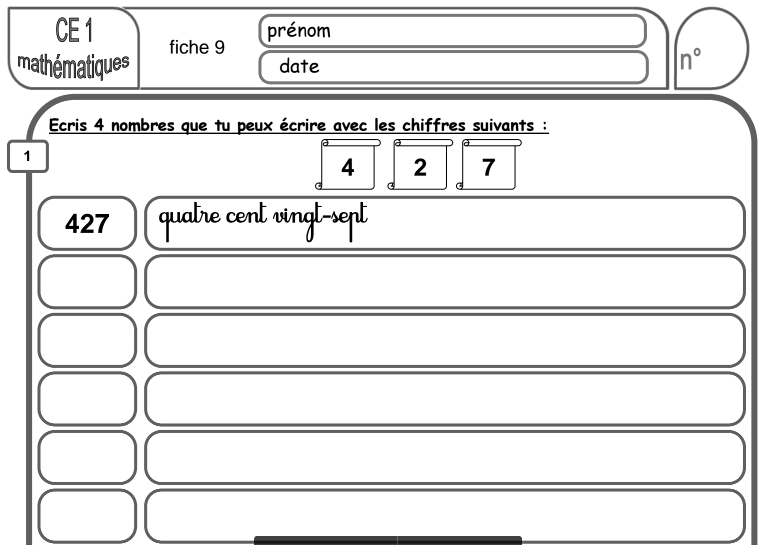 CE 1
mathématiques
fiche 9
prénom
date
n°
Ecris 4 nombres que tu peux écrire avec les chiffres suivants :
1
4 2 7
427 quatre cent vingt-sept